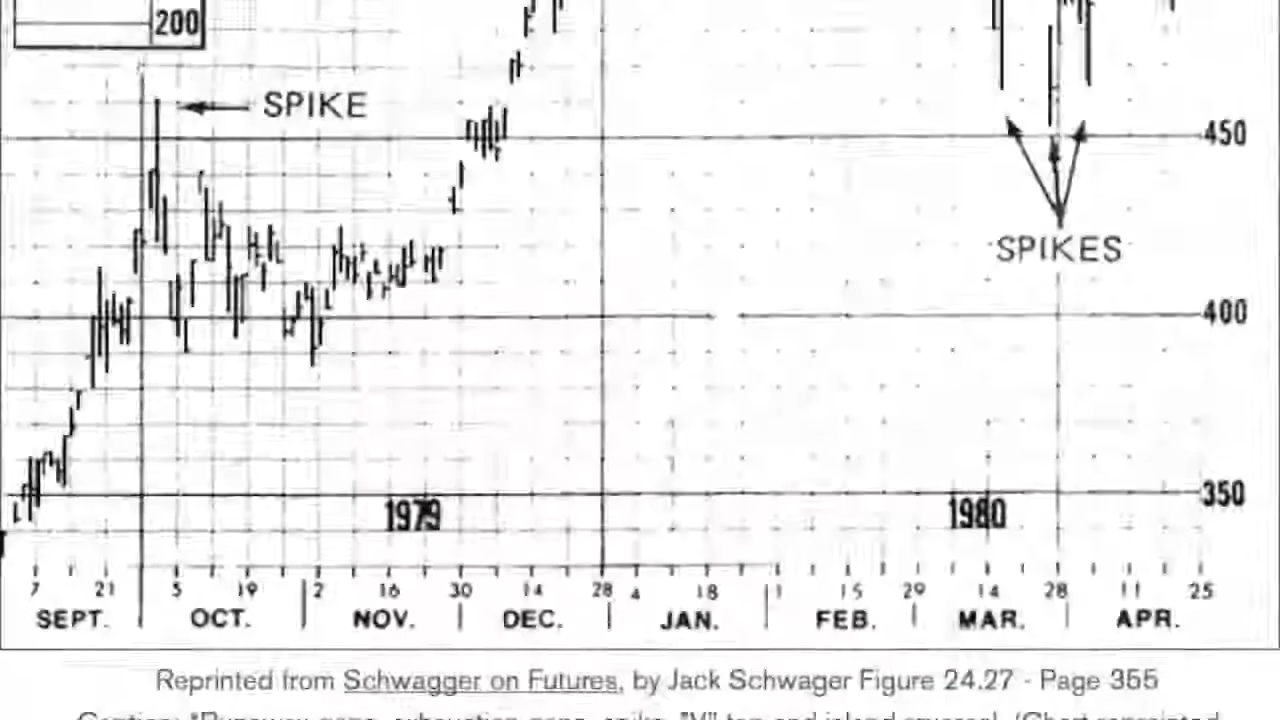 200
SPIKE
450
SPIKES
400
350
1979 1980
7 21 5 19 2 16 30 14 28 4 18 1 15 29 14 28 11 25
SEPT. OCT. NOV. DEC. JAN. FEB. MAR. APR.
Reprinted from Schwagger on Futures, by Jack Schwager Figure 24.27 - Page 355